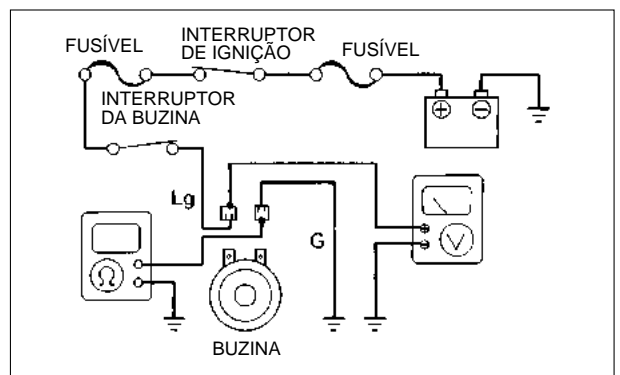 FUSÍVEL
INTERRUPTOR
DE IGNIÇÃO
FUSÍVEL
INTERRUPTOR
DA BUZINA
Lg
G
Ω
V
BUZINA